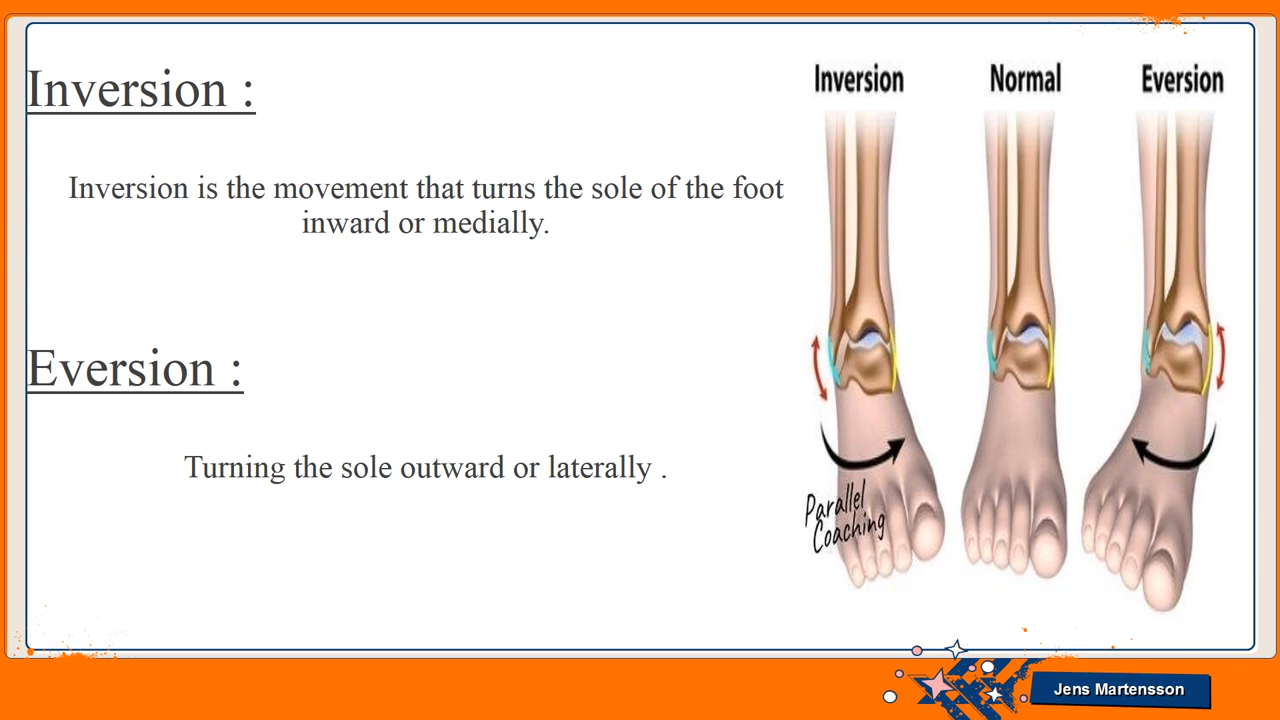 Inversion :
Inversion is the movement that turns the sole of the foot
inward or medially.
Eversion :
Turning the sole outward or laterally .
Inversion
Normal
Eversion
Parallel
Coaching
Jens Martensson